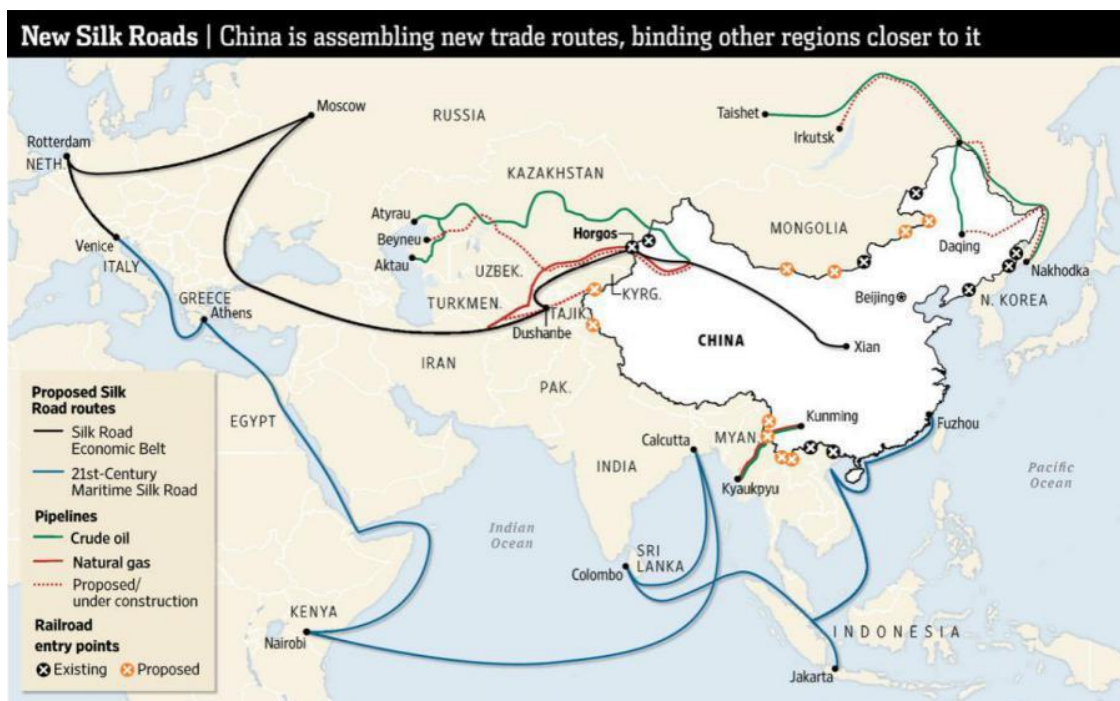 New Silk Roads | China is assembling new trade routes, binding other regions closer to it
Moscow
RUSSIA
Taishet
Irkutsk
Rotterdam
NETH.
KAZAKHSTAN
Atyrau
Beyneu
Aktau
Horgos
MONGOLIA
Daqing
Nakhodka
Venice
ITALY
UZBEK.
KYRG.
TURKMEN.
TAJIK.
Dushanbe
Beijing
N. KOREA
GREECE
Athens
CHINA
Xian
IRAN
PAK.
EGYPT
Calcutta
MYAN.
Kunming
Fuzhou
INDIA
Kyaukpyu
Pacific
Ocean
Indian
Ocean
SRI
LANKA
Colombo
KENYA
Nairobi
INDONESIA
Jakarta
Proposed Silk
Road routes
Silk Road
Economic Belt
21st-Century
Maritime Silk Road
Pipelines
Crude oil
Natural gas
Proposed/
under construction
Railroad
entry points
Existing
Proposed